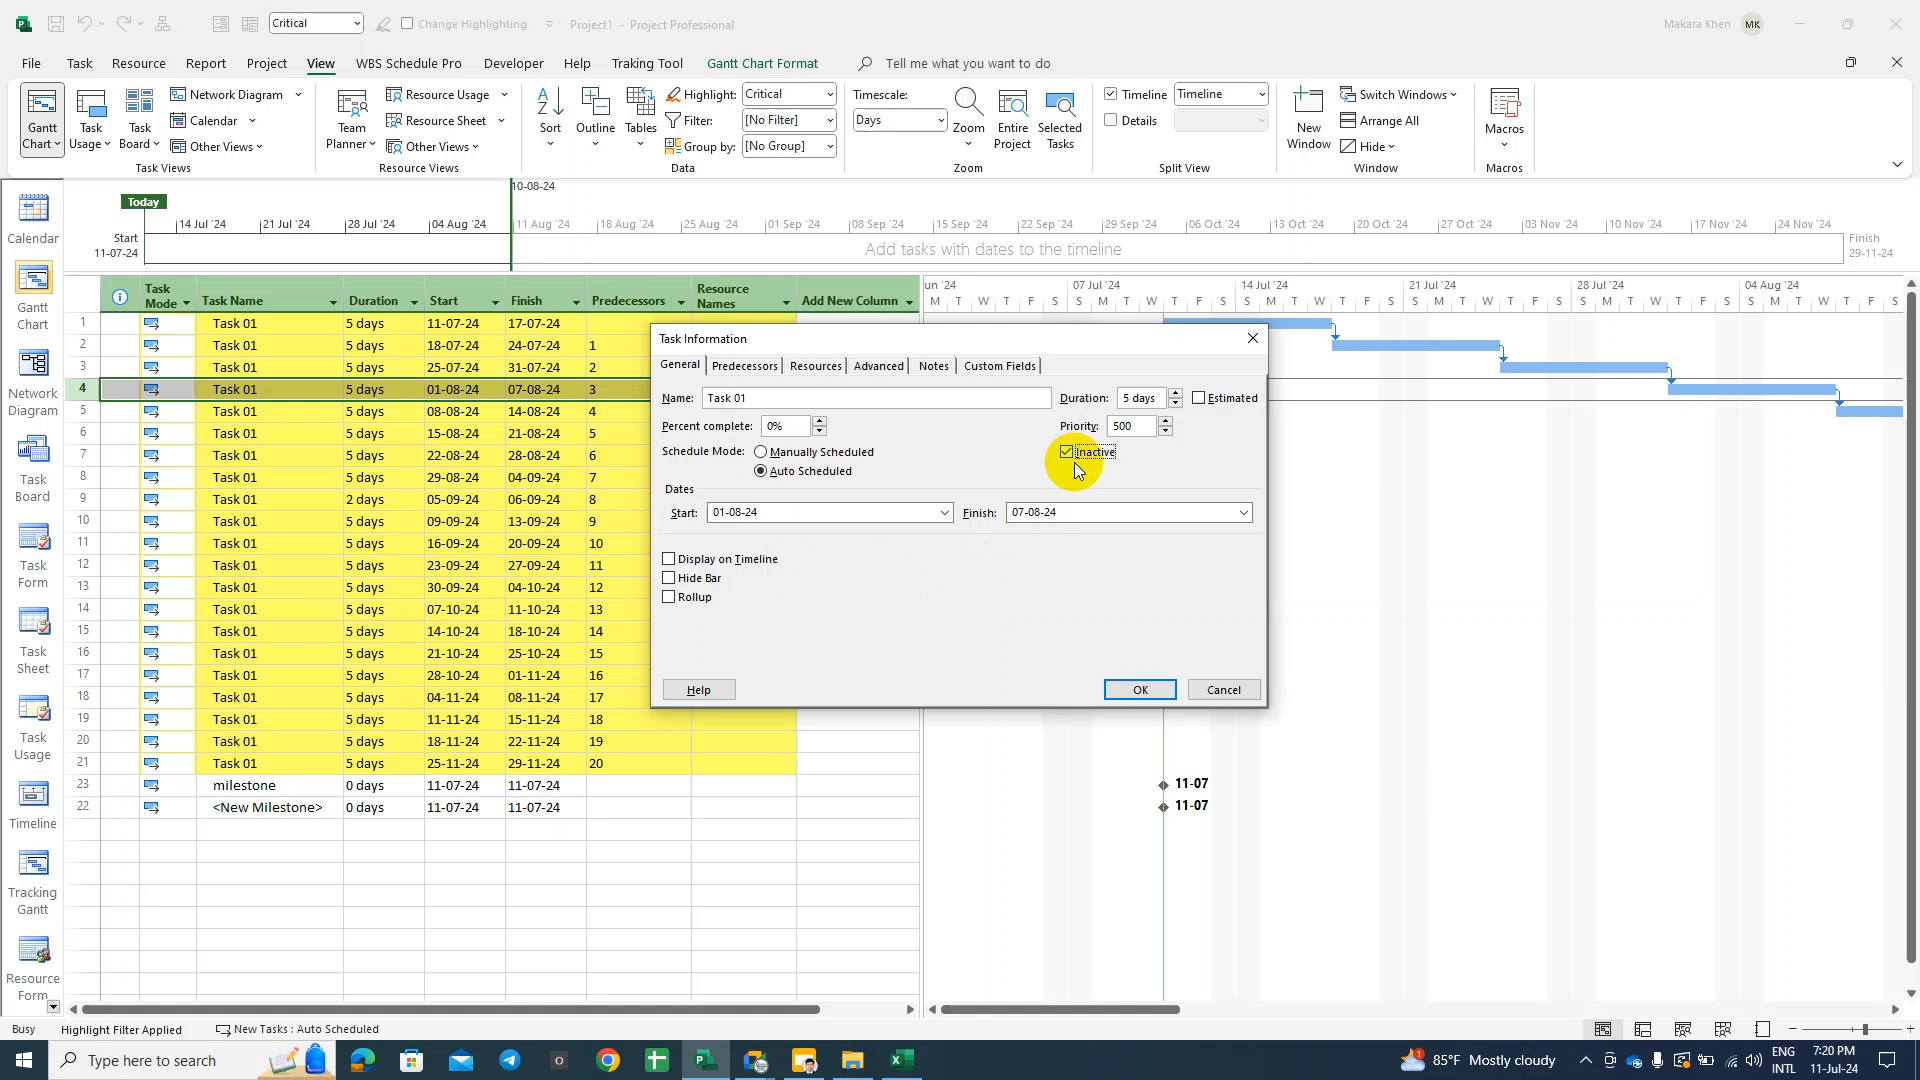 Critical
Change Highlighting
Project1 - Project Professional
Makara Khen MK
File Task Resource Report Project View WBS Schedule Pro Developer Help Traking Tool Gantt Chart Format Tell me what you want to do
Gantt Chart
Task Usage
Task Board
Network Diagram
Calendar
Other Views
Task Views
Team Planner
Resource Usage
Resource Sheet
Other Views
Resource Views
Sort
Outline
Tables
Highlight: Critical
Filter: [No Filter]
Group by: [No Group]
Data
Timescale:
Days
Zoom
Entire Project
Selected Tasks
Zoom
Timeline Timeline
Details
Split View
New Window
Switch Windows
Arrange All
Hide
Window
Macros
Macros
10-08-24
Today
14 Jul '24 21 Jul '24 28 Jul '24 04 Aug '24 11 Aug '24 18 Aug '24 25 Aug '24 01 Sep '24 08 Sep '24 15 Sep '24 22 Sep '24 29 Sep '24 06 Oct '24 13 Oct '24 20 Oct '24 27 Oct '24 03 Nov '24 10 Nov '24 17 Nov '24 24 Nov '24
Start
11-07-24
Add tasks with dates to the timeline
Finish
29-11-24
Calendar
Gantt Chart
Network Diagram
Task Board
Task Form
Task Sheet
Task Usage
Timeline
Tracking Gantt
Resource Form
Task Mode Task Name Duration Start Finish Predecessors Resource Names Add New Column
un '24 07 Jul '24 14 Jul '24 21 Jul '24 28 Jul '24 04 Aug '24
M T W T F S S M T W T F S S M T W T F S S M T W T F S S M T W T F S S M T W T F S
1 Task 01 5 days 11-07-24 17-07-24
2 Task 01 5 days 18-07-24 24-07-24 1
3 Task 01 5 days 25-07-24 31-07-24 2
4 Task 01 5 days 01-08-24 07-08-24 3
5 Task 01 5 days 08-08-24 14-08-24 4
6 Task 01 5 days 15-08-24 21-08-24 5
7 Task 01 5 days 22-08-24 28-08-24 6
8 Task 01 5 days 29-08-24 04-09-24 7
9 Task 01 2 days 05-09-24 06-09-24 8
10 Task 01 5 days 09-09-24 13-09-24 9
11 Task 01 5 days 16-09-24 20-09-24 10
12 Task 01 5 days 23-09-24 27-09-24 11
13 Task 01 5 days 30-09-24 04-10-24 12
14 Task 01 5 days 07-10-24 11-10-24 13
15 Task 01 5 days 14-10-24 18-10-24 14
16 Task 01 5 days 21-10-24 25-10-24 15
17 Task 01 5 days 28-10-24 01-11-24 16
18 Task 01 5 days 04-11-24 08-11-24 17
19 Task 01 5 days 11-11-24 15-11-24 18
20 Task 01 5 days 18-11-24 22-11-24 19
21 Task 01 5 days 25-11-24 29-11-24 20
23 milestone 0 days 11-07-24 11-07-24 11-07
22 <New Milestone> 0 days 11-07-24 11-07-24 11-07
Task Information
General Predecessors Resources Advanced Notes Custom Fields
Name: Task 01 Duration: 5 days Estimated
Percent complete: 0% Priority: 500
Schedule Mode: Manually Scheduled Inactive
Auto Scheduled
Dates
Start: 01-08-24 Finish: 07-08-24
Display on Timeline
Hide Bar
Rollup
Help OK Cancel
Busy Highlight Filter Applied New Tasks : Auto Scheduled
Type here to search
85°F Mostly cloudy
ENG
INTL
7:20 PM
11-Jul-24